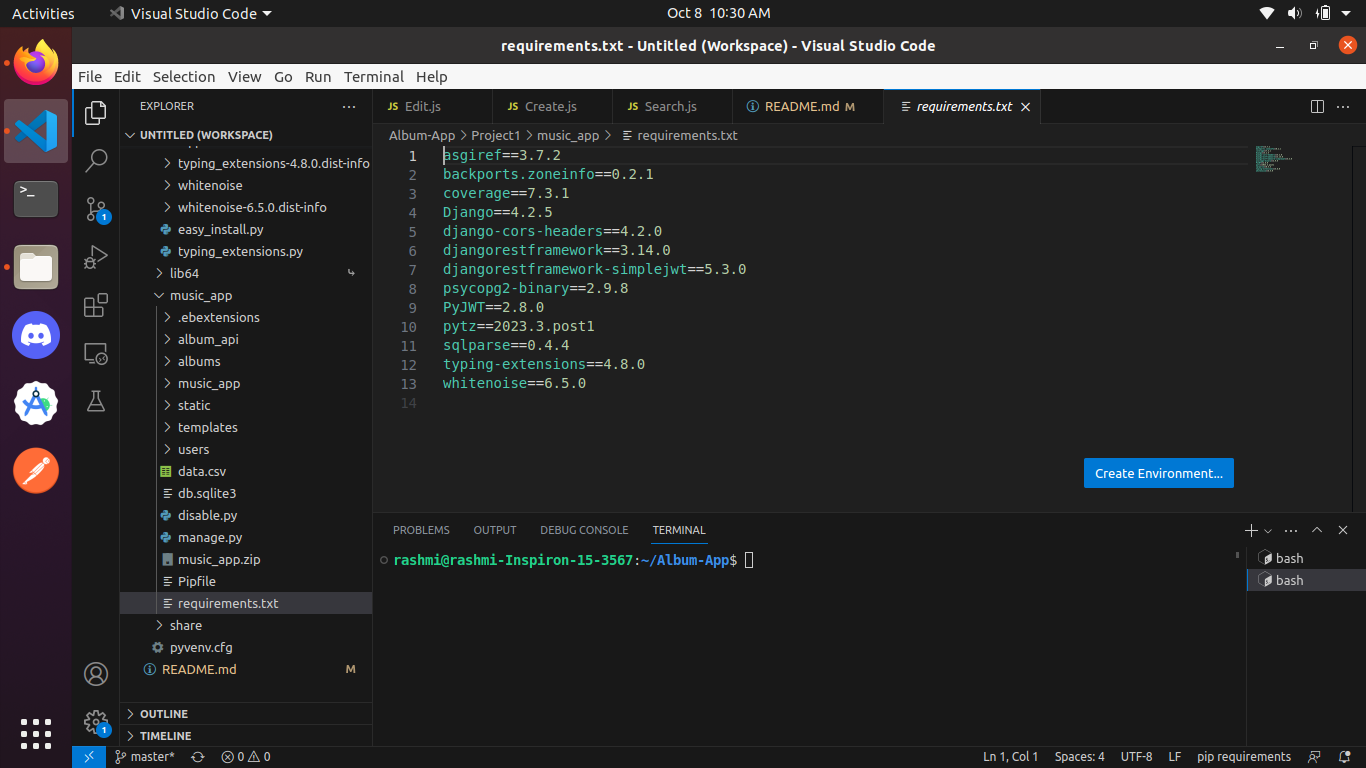 Activities
Visual Studio Code
Oct 8 10:30 AM
requirements.txt - Untitled (Workspace) - Visual Studio Code
File Edit Selection View Go Run Terminal Help
EXPLORER
UNTITLED (WORKSPACE)
typing_extensions-4.8.0.dist-info
whitenoise
whitenoise-6.5.0.dist-info
easy_install.py
typing_extensions.py
lib64
music_app
.ebextensions
album_api
albums
music_app
static
templates
users
data.csv
db.sqlite3
disable.py
manage.py
music_app.zip
Pipfile
requirements.txt
share
pyvenv.cfg
README.md M
OUTLINE
TIMELINE
1
1
JS Edit.js
JS Create.js
JS Search.js
README.md M
requirements.txt
Album-App > Project1 > music_app > requirements.txt
1 asgiref==3.7.2
2 backports.zoneinfo==0.2.1
3 coverage==7.3.1
4 Django==4.2.5
5 django-cors-headers==4.2.0
6 djangorestframework==3.14.0
7 djangorestframework-simplejwt==5.3.0
8 psycopg2-binary==2.9.8
9 PyJWT==2.8.0
10 pytz==2023.3.post1
11 sqlparse==0.4.4
12 typing-extensions==4.8.0
13 whitenoise==6.5.0
14
Create Environment...
PROBLEMS OUTPUT DEBUG CONSOLE TERMINAL
rashmi@rashmi-Inspiron-15-3567:~/Album-App$
bash
bash
master*
0 0
Ln 1, Col 1 Spaces: 4 UTF-8 LF pip requirements